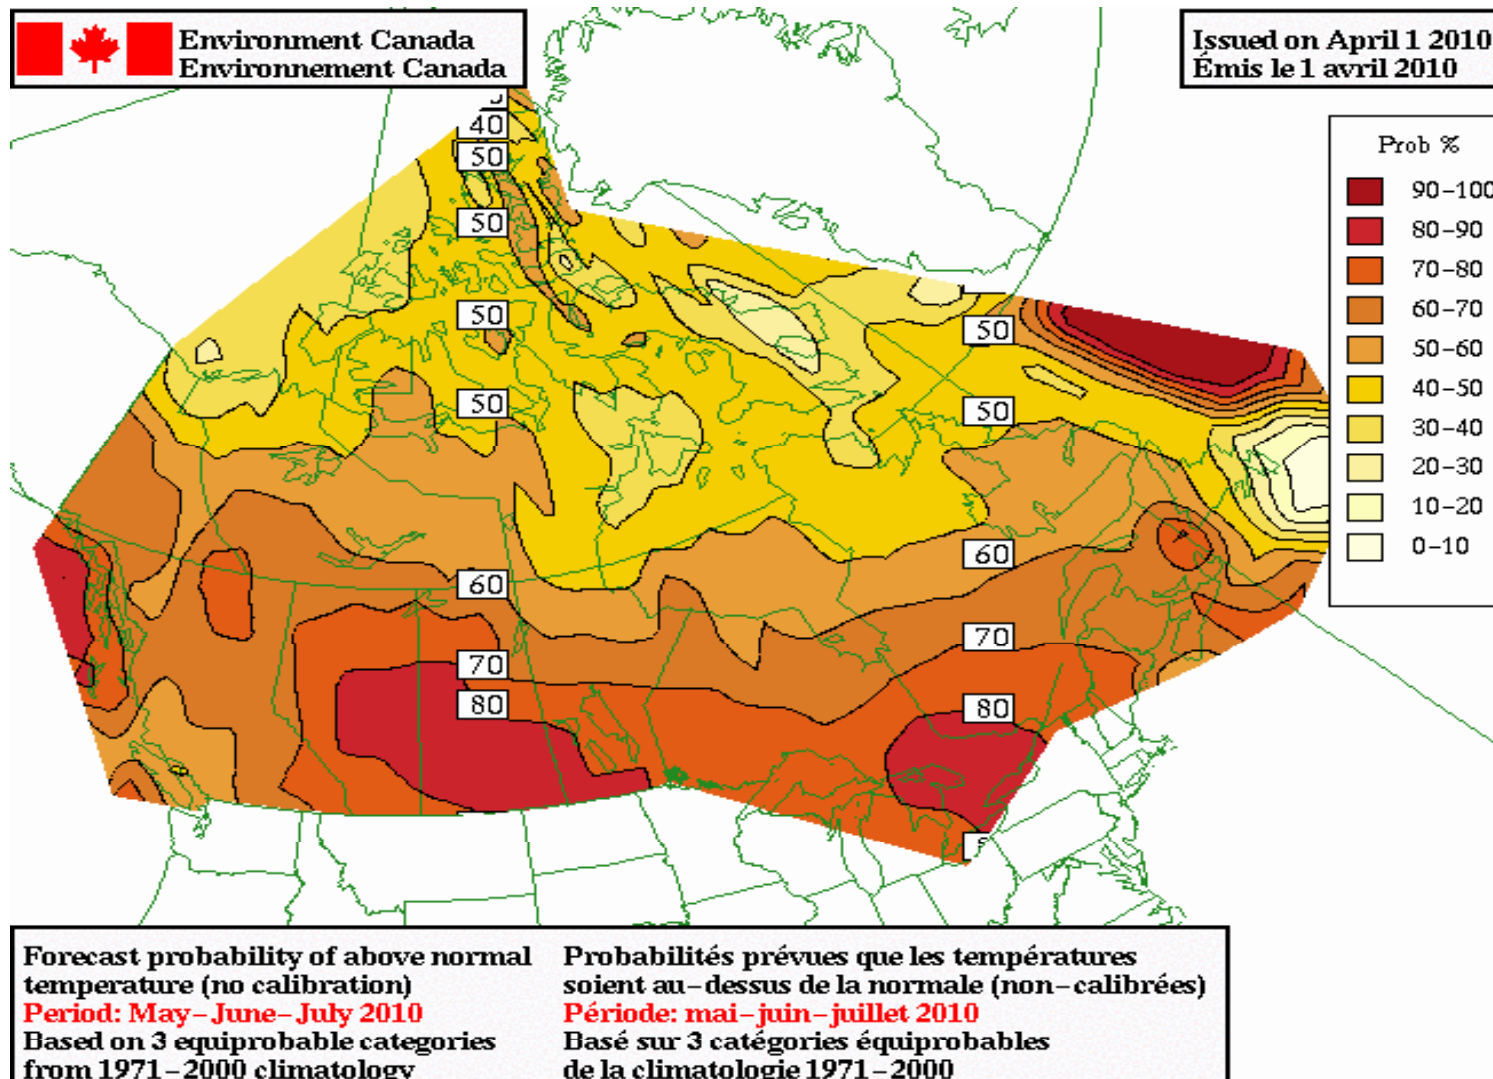 Environment Canada
Environnement Canada
Issued on April 1 2010
Émis le 1 avril 2010
Prob %
90-100
80-90
70-80
60-70
50-60
40-50
30-40
20-30
10-20
0-10
40
50
50
50
50
50
50
60
60
70
70
80
80
Forecast probability of above normal
temperature (no calibration)
Period: May-June-July 2010
Based on 3 equiprobable categories
from 1971-2000 climatology
Probabilités prévues que les températures
soient au-dessus de la normale (non-calibrées)
Période: mai-juin-juillet 2010
Basé sur 3 catégories équiprobables
de la climatologie 1971-2000